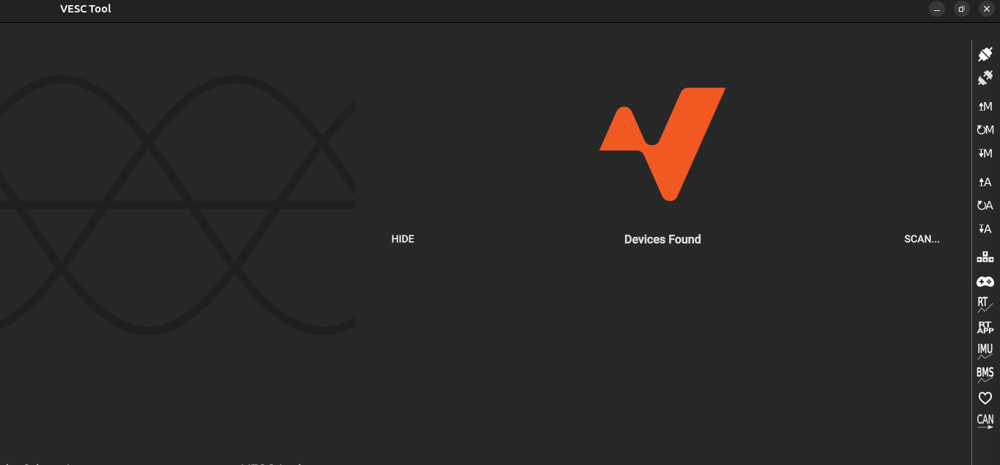 VESC Tool
M
M
M
A
A
A
HIDE
Devices Found
SCAN...
RT
RT
APP
IMU
BMS
CAN